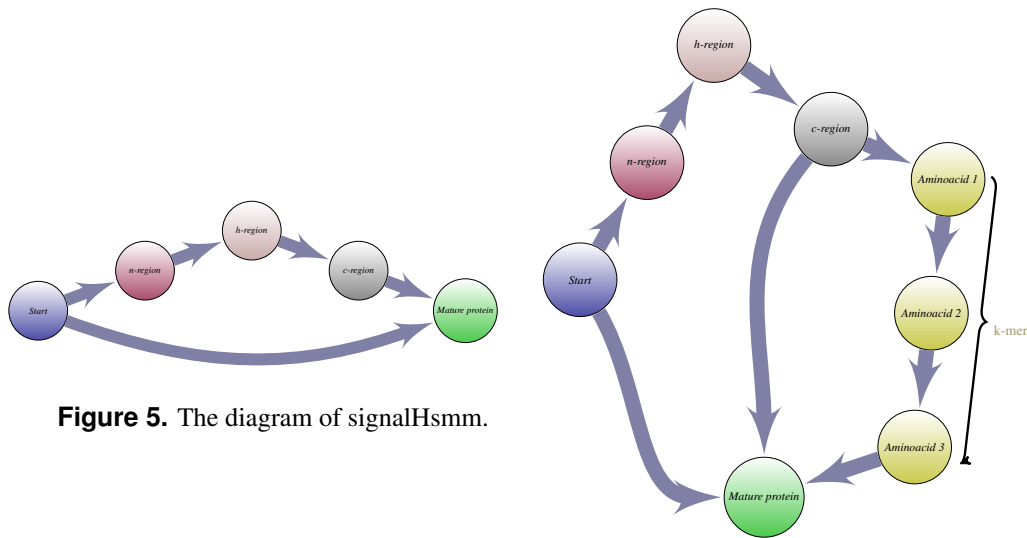 h-region
n-region
c-region
Start
Mature protein
Figure 5. The diagram of signalHsmm.
h-region
c-region
n-region
Aminoacid 1
Start
Aminoacid 2
k-mer
Aminoacid 3
Mature protein